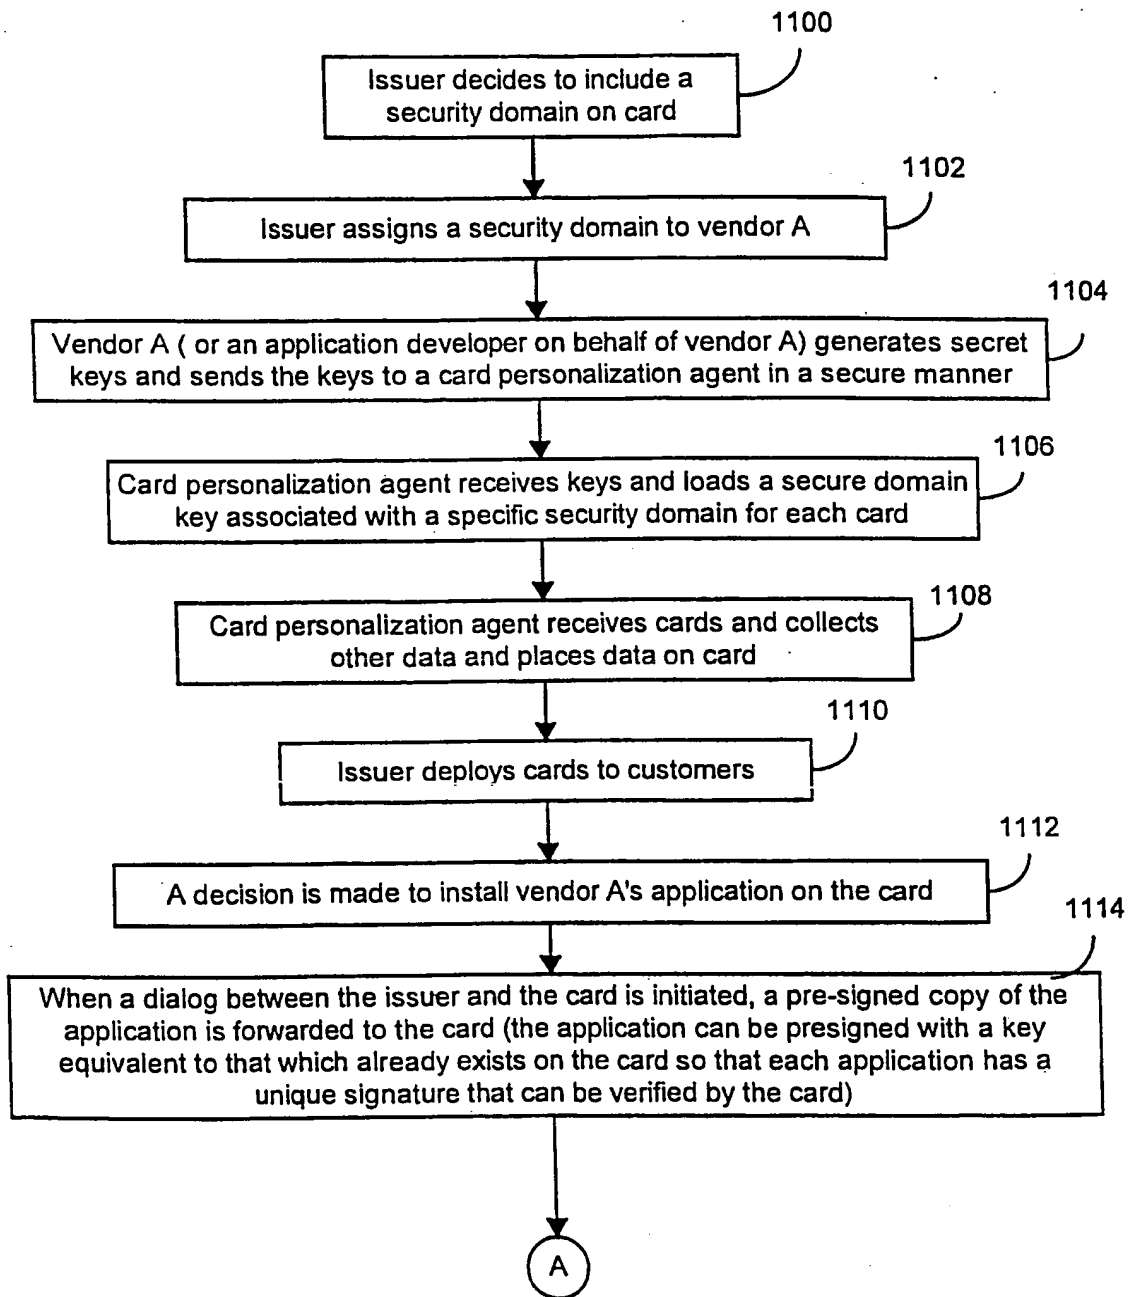 1100
Issuer decides to include a
security domain on card
1102
Issuer assigns a security domain to vendor A
1104
Vendor A ( or an application developer on behalf of vendor A) generates secret
keys and sends the keys to a card personalization agent in a secure manner
1106
Card personalization agent receives keys and loads a secure domain
key associated with a specific security domain for each card
1108
Card personalization agent receives cards and collects
other data and places data on card
1110
Issuer deploys cards to customers
1112
A decision is made to install vendor A's application on the card
1114
When a dialog between the issuer and the card is initiated, a pre-signed copy of the
application is forwarded to the card (the application can be presigned with a key
equivalent to that which already exists on the card so that each application has a
unique signature that can be verified by the card)
A